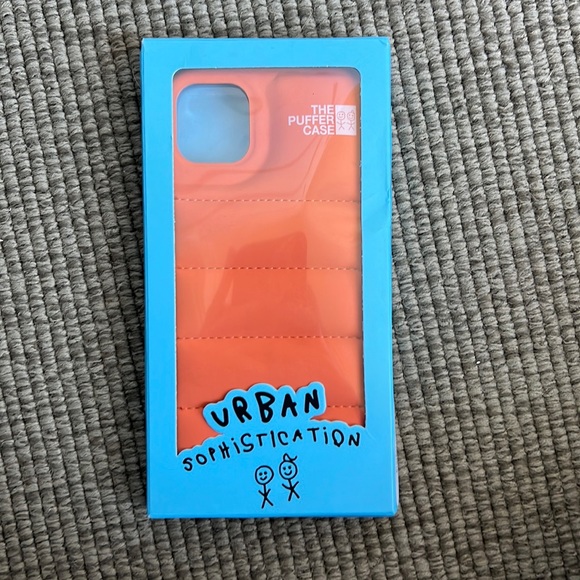 THE
PUFFER
CASE
URBAN
SOPHISTICATION